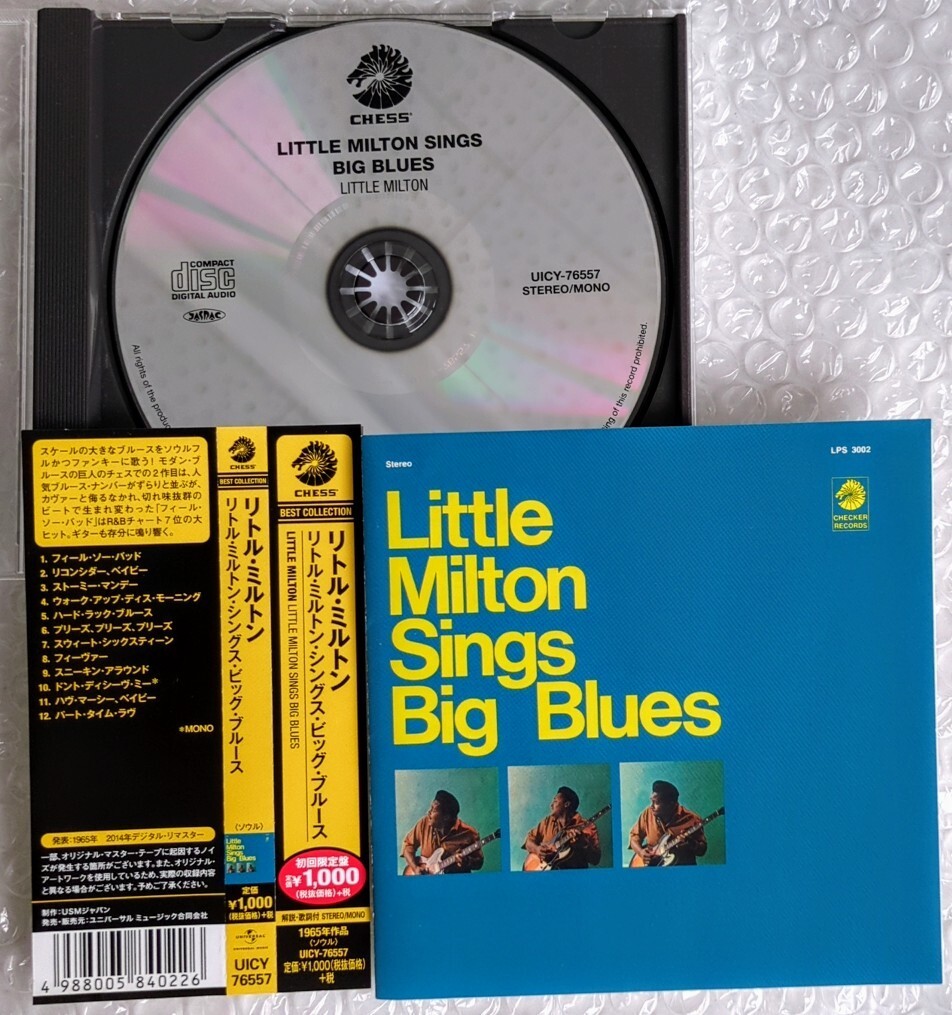 CHESS
LITTLE MILTON SINGS
BIG BLUES
LITTLE MILTON
COMPACT
disc
DIGITAL AUDIO
JASRAC
UICY-76557
STEREO/MONO
All rights of the produc
ing of this record prohibited.
スケールの大きなブルースをソウルフ
ルかつファンキーに歌う! モダン・ブ
ルースの巨人のチェスでの2作目は、人
気ブルース・ナンバーがずらりと並ぶが、
カヴァーと侮るなかれ、切れ味抜群の
ビートで生まれ変わった「フィール・
ソー・バッド」はR&Bチャート7位の大
ヒット。ギターも存分に鳴り響く。
1. フィール・ソー・バッド
2. リコンシダー、ベイビー
3. ストーミー・マンデー
4. ウォーク・アップ・ディス・モーニング
5. ハード・ラック・ブルース
6. プリーズ、プリーズ、プリーズ
7. スウィート・シックスティーン
8. フィーヴァー
9. スニーキン・アラウンド
10. ドント・ディシーヴ・ミー*
11. ハヴ・マーシー、ベイビー
12. パート・タイム・ラヴ
*MONO
発表:1965年 2014年デジタル・リマスター
一部、オリジナル・マスター・テープに起因するノイ
ズが発生する箇所がございます。また、オリジナル・
アートワークを使用しているため、実際の収録内容
と異なる場合がございます。予めご了承ください。
制作:USMジャパン
発売・販売元:ユニバーサル ミュージック合同会社
4 988005 840226
CHESS
BEST COLLECTION
リトル・ミルトン
リトル・ミルトン・シングス・ビッグ・ブルース
(ソウル)
Little
Milton
Sings
Big Blues
定価
¥1,000
(税抜価格)+税
UNIVERSAL
UICY
76557
CHESS
BEST COLLECTION
リトル・ミルトン
リトル・ミルトン・シングス・ビッグ・ブルース
LITTLE MILTON LITTLE MILTON SINGS BIG BLUES
初回限定盤
定価¥1,000
(税抜価格)+税
解説・歌詞付 STEREO/MONO
1965年作品
(ソウル)
UICY-76557
定価:¥1,000(税抜価格)
+税
Stereo
LPS 3002
CHECKER
RECORDS
Little
Milton
Sings
Big Blues